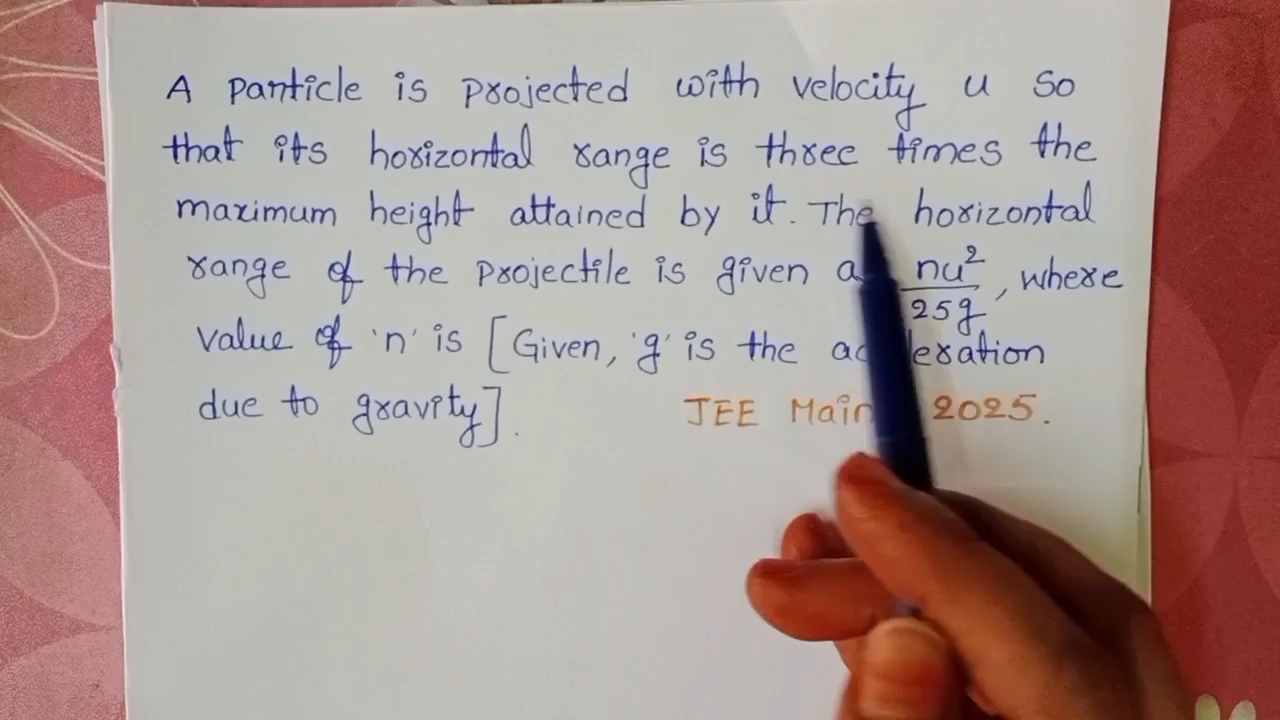 A particle is projected with velocity u so
that its horizontal range is three times the
maximum height attained by it. The horizontal
range of the projectile is given a nu²/25g, where
value of 'n' is [Given, 'g' is the acceleration
due to gravity].
JEE Main 2025.